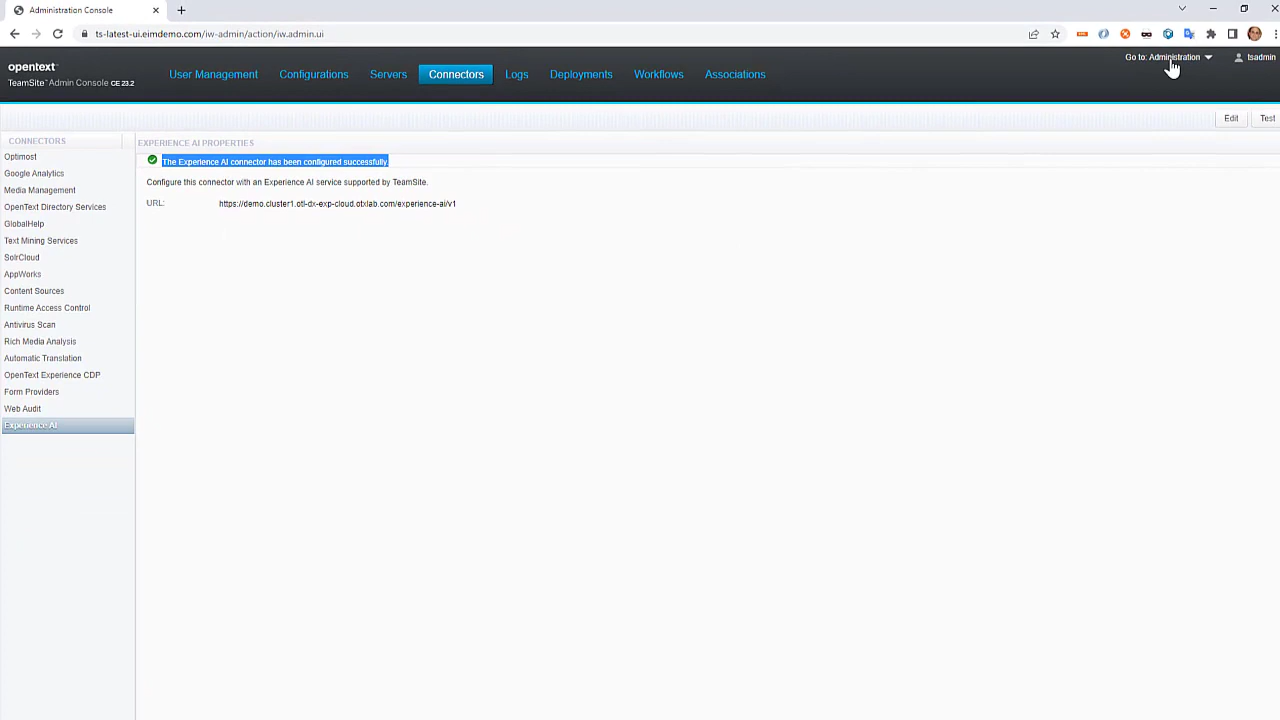 Administration Console
ts-latest-ui.eimdemo.com/iw-admin/action/iw.admin.ui
opentext™
TeamSite™ Admin Console CE 23.2
User Management
Configurations
Servers
Connectors
Logs
Deployments
Workflows
Associations
Go to: Administration
tsadmin
Edit
Test
CONNECTORS
Optimost
Google Analytics
Media Management
OpenText Directory Services
GlobalHelp
Text Mining Services
SolrCloud
AppWorks
Content Sources
Runtime Access Control
Antivirus Scan
Rich Media Analysis
Automatic Translation
OpenText Experience CDP
Form Providers
Web Audit
Experience AI
EXPERIENCE AI PROPERTIES
The Experience AI connector has been configured successfully.
Configure this connector with an Experience AI service supported by TeamSite.
URL: https://demo.cluster1.otl-dx-exp-cloud.otxlab.com/experience-ai/v1